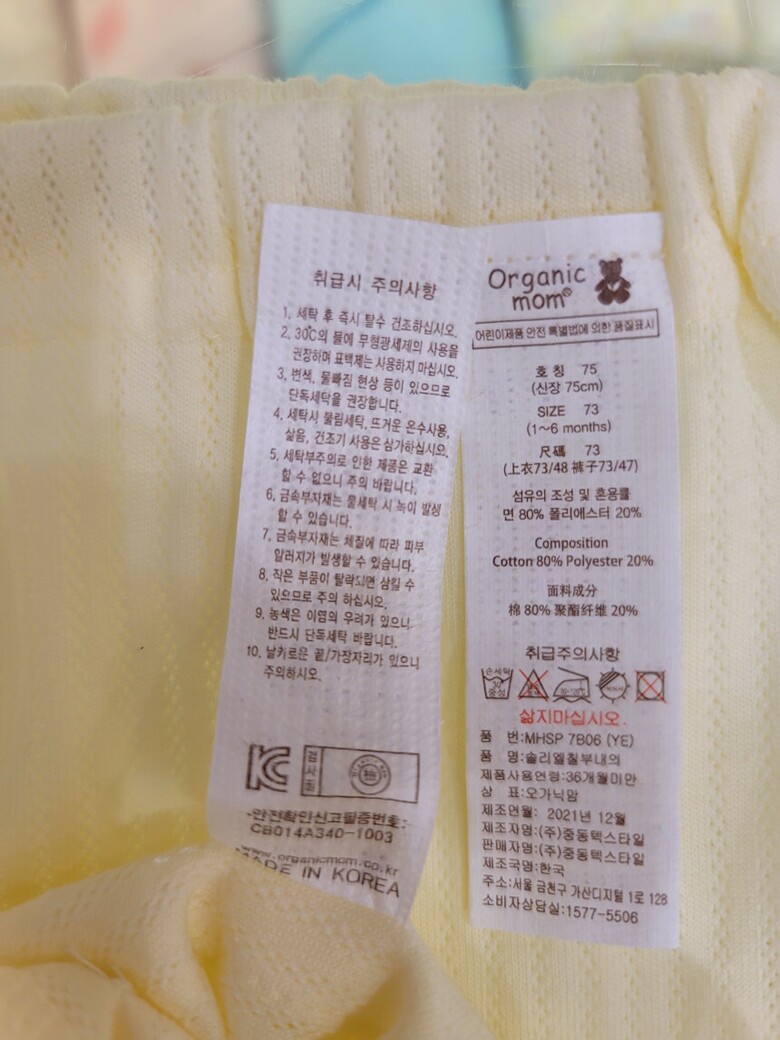 취급시 주의사항
1. 세탁 후 즉시 탈수 건조하십시오.
2. 30C의 물에 무형광세제의 사용을
권장하며 표백제는 사용하지 마십시오.
3. 변색, 물빠짐 현상 등이 있으므로
단독세탁을 권장합니다.
4. 세탁시 불림세탁, 뜨거운 온수사용,
삶음, 건조기 사용은 삼가하십시오.
5. 세탁부주의로 인한 제품은 교환
할 수 없으니 주의 바랍니다.
6. 금속부자재는 물세탁 시 녹이 발생
할 수 있습니다.
7. 금속부자재는 체질에 따라 피부
알러지가 발생할 수 있습니다.
8. 작은 부품이 탈락되면 삼킬 수
있으므로 주의 하십시오.
9. 농색은 이염의 우려가 있으니
반드시 단독세탁 바랍니다.
10. 날카로운 끝/가장자리가 있으니
주의하십시오.
검사필
-안전확인신고필증번호:-
CB014A340-1003
www.organicmom.co.kr
MADE IN KOREA
Organic
mom®
어린이제품 안전 특별법에 의한 품질표시
호 칭 75
(신장 75cm)
SIZE 73
(1~6 months)
尺碼 73
(上衣73/48 裤子73/47)
섬유의 조성 및 혼용률
면 80% 폴리에스터 20%
Composition
Cotton 80% Polyester 20%
面料成分
棉 80% 聚酯纤维 20%
취급주의사항
손세탁
30
중성
삶지마십시오.
품 번:MHSP 7B06 (YE)
품 명:솔리엘칠부내의
제품사용연령:36개월미만
상 표:오가닉맘
제조연월: 2021년 12월
제조자명:(주)중동텍스타일
판매자명:(주)중동텍스타일
제조국명:한국
주소:서울 금천구 가산디지털 1로 128
소비자상담실:1577-5506